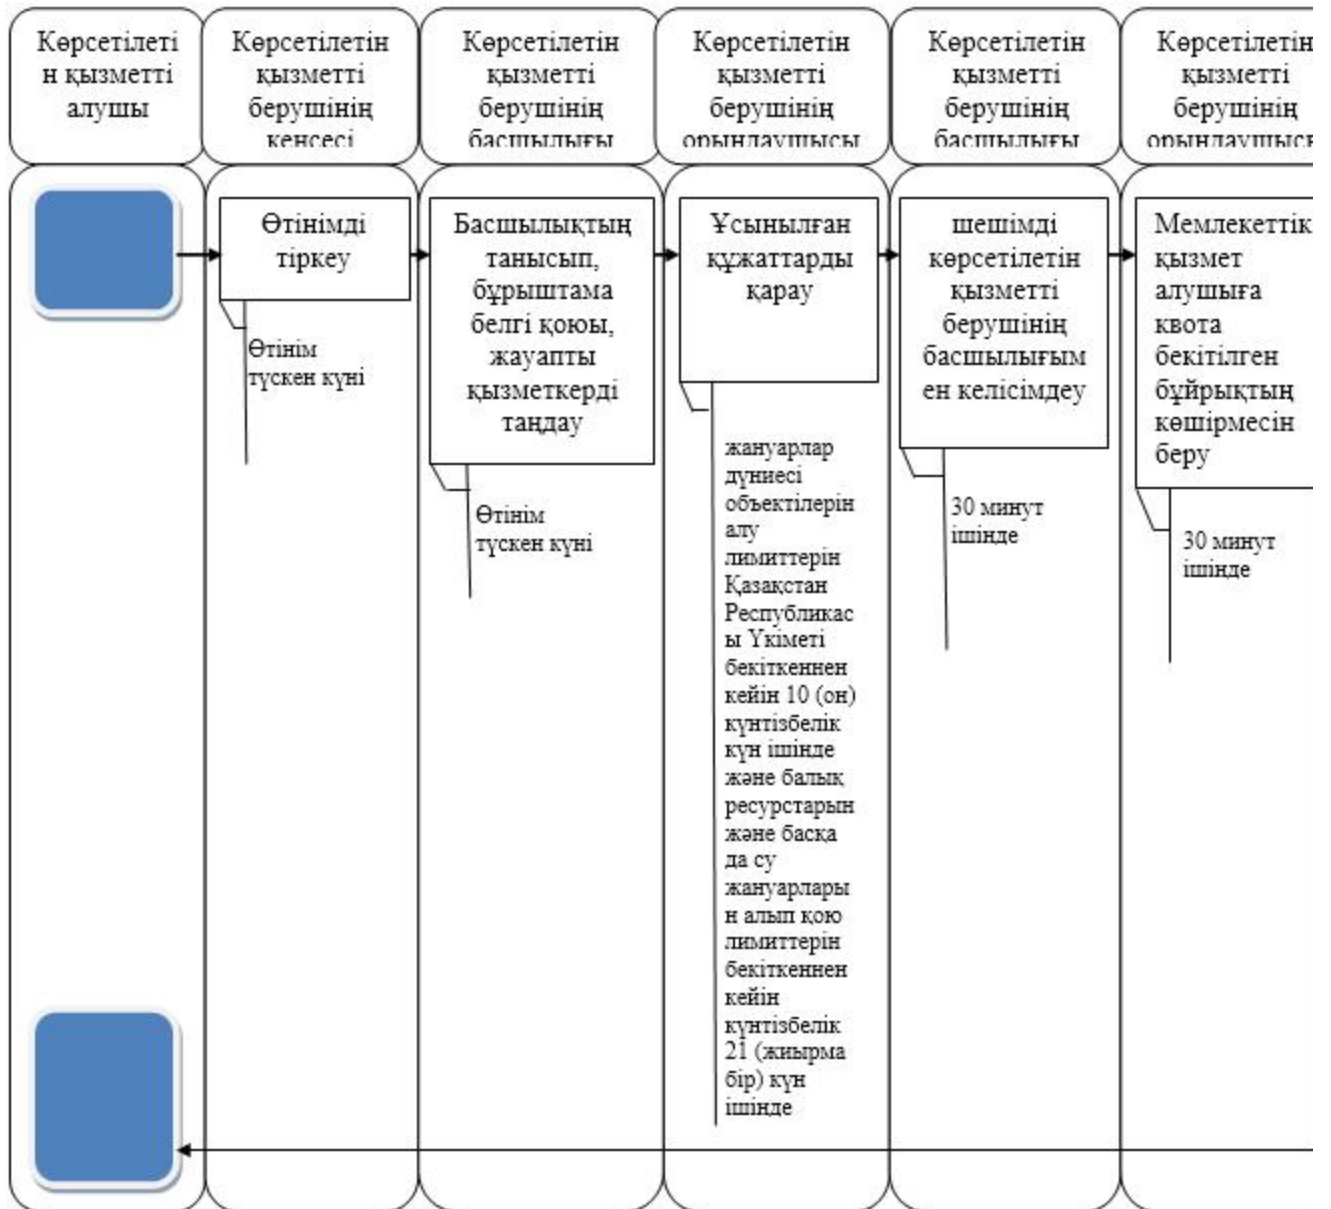 Көрсетілеті
н қызметті
алушы
Көрсетілетін
қызметті
берушінің
кеңсесі
Көрсетілетін
қызметті
берушінің
басшылығы
Көрсетілетін
қызметті
берушінің
орындаушысы
Көрсетілетін
қызметті
берушінің
басшылығы
Көрсетілетін
қызметті
берушінің
Өтінімді
тіркеу
Өтінім
түскен күні
Басшылықтың
танысып,
бұрыштама
белгі қоюы,
жауапты
қызметкерді
таңдау
Өтінім
түскен күні
Ұсынылған
құжаттарды
қарау
жануарлар
дүниесі
объектілерін
алу
лимиттерін
Қазақстан
Республикас
ы Үкіметі
бекіткеннен
кейін 10 (он)
күнтізбелік
күн ішінде
және балық
ресурстарын
және басқа
да су
жануарлары
н алып қою
лимиттерін
бекіткеннен
кейін
күнтізбелік
21 (жиырма
бір) күн
ішінде
шешімді
көрсетілетін
қызметті
берушінің
басшылығым
ен келісімдеу
30 минут
ішінде
Мемлекеттік
қызмет
алушыға
квота
бекітілген
бұйрықтың
көшірмесін
беру
30 минут
ішінде